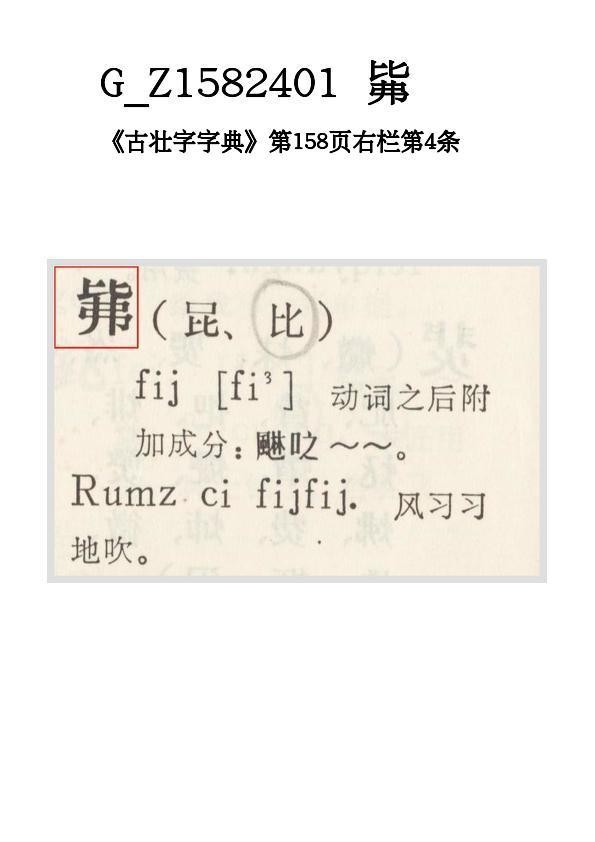 G_Z1582401
《古壮字字典》第158页右栏第4条
（昆、比）
fij [fi³] 动词之后附
加成分：～～。
Rumz ci fijfij. 风习习
地吹。